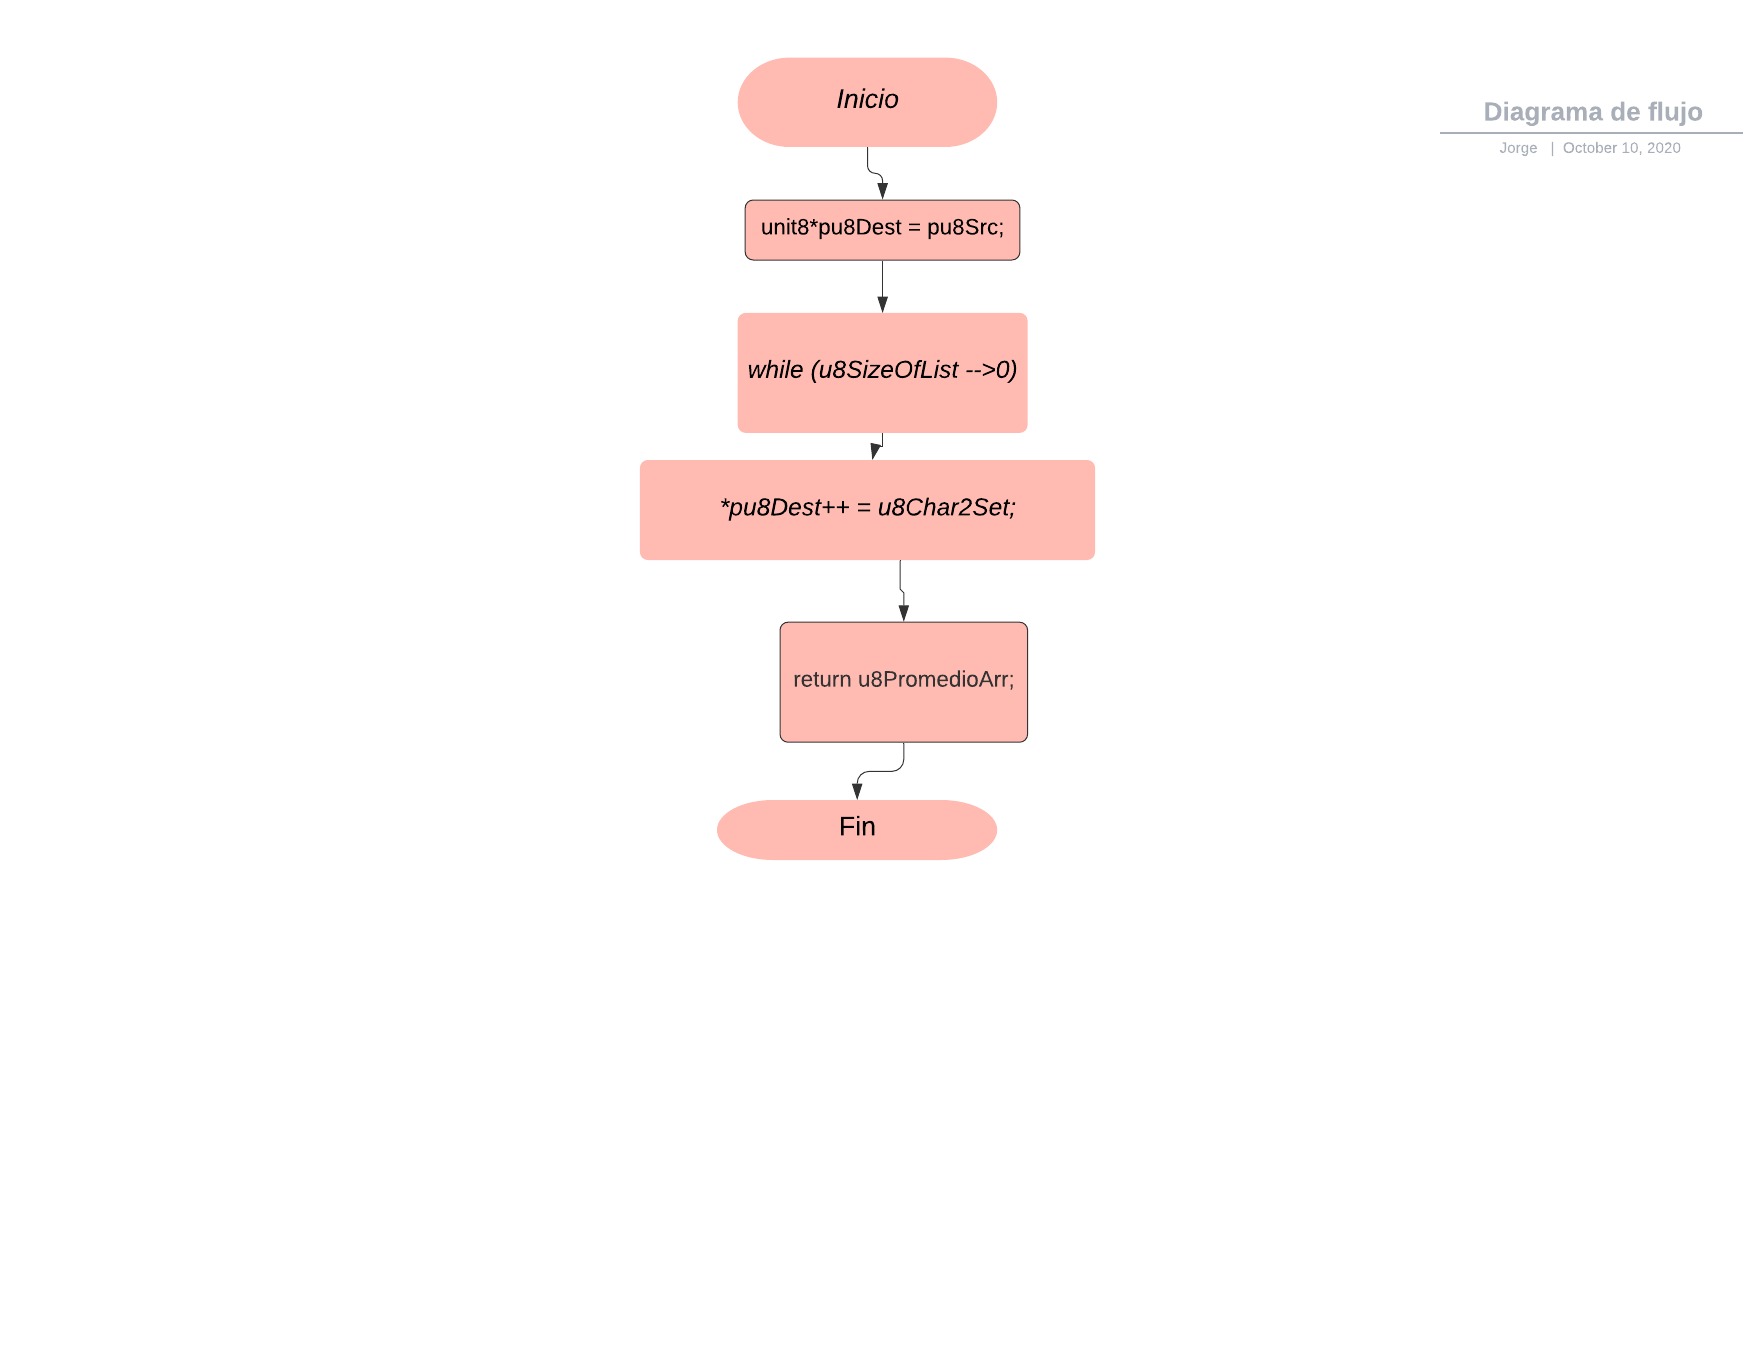 Inicio
Diagrama de flujo
Jorge | October 10, 2020
unit8*pu8Dest = pu8Src;
while (u8SizeOfList -->0)
*pu8Dest++ = u8Char2Set;
return u8PromedioArr;
Fin